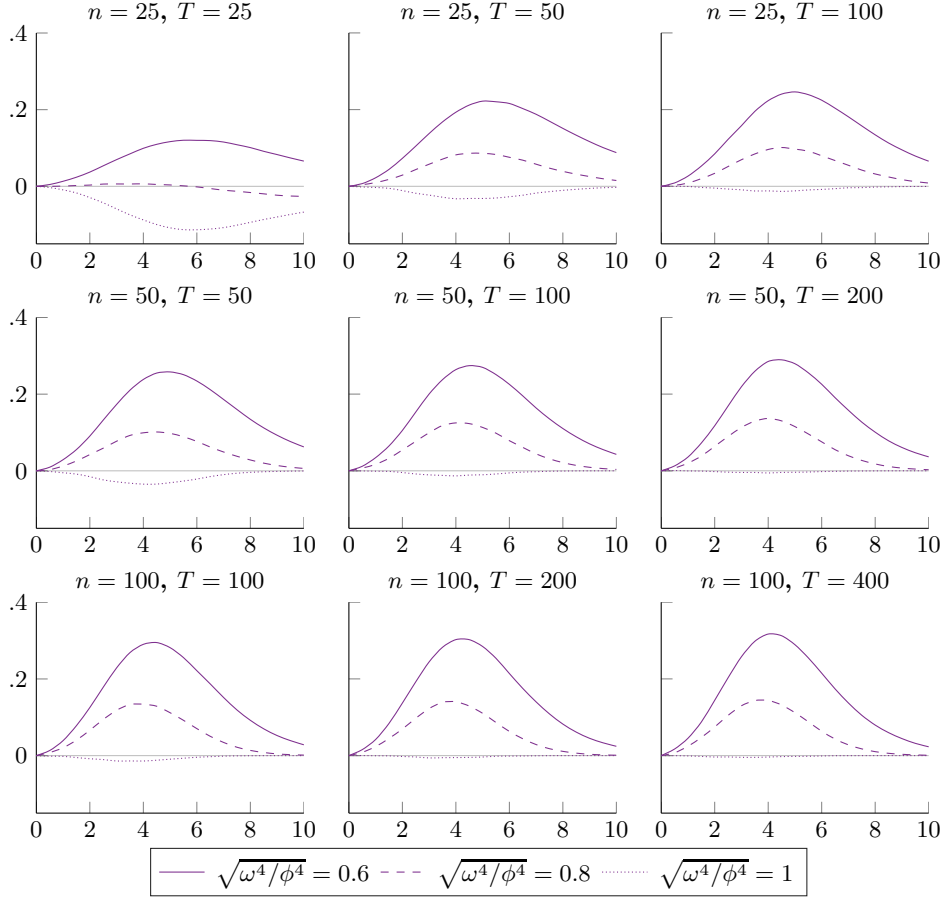 n = 25, T = 25
n = 25, T = 50
n = 25, T = 100
.4
.2
0
0 2 4 6 8 10
0 2 4 6 8 10
0 2 4 6 8 10
n = 50, T = 50
n = 50, T = 100
n = 50, T = 200
.4
.2
0
0 2 4 6 8 10
0 2 4 6 8 10
0 2 4 6 8 10
n = 100, T = 100
n = 100, T = 200
n = 100, T = 400
.4
.2
0
0 2 4 6 8 10
0 2 4 6 8 10
0 2 4 6 8 10
√ω⁴/ϕ⁴ = 0.6 √ω⁴/ϕ⁴ = 0.8 √ω⁴/ϕ⁴ = 1